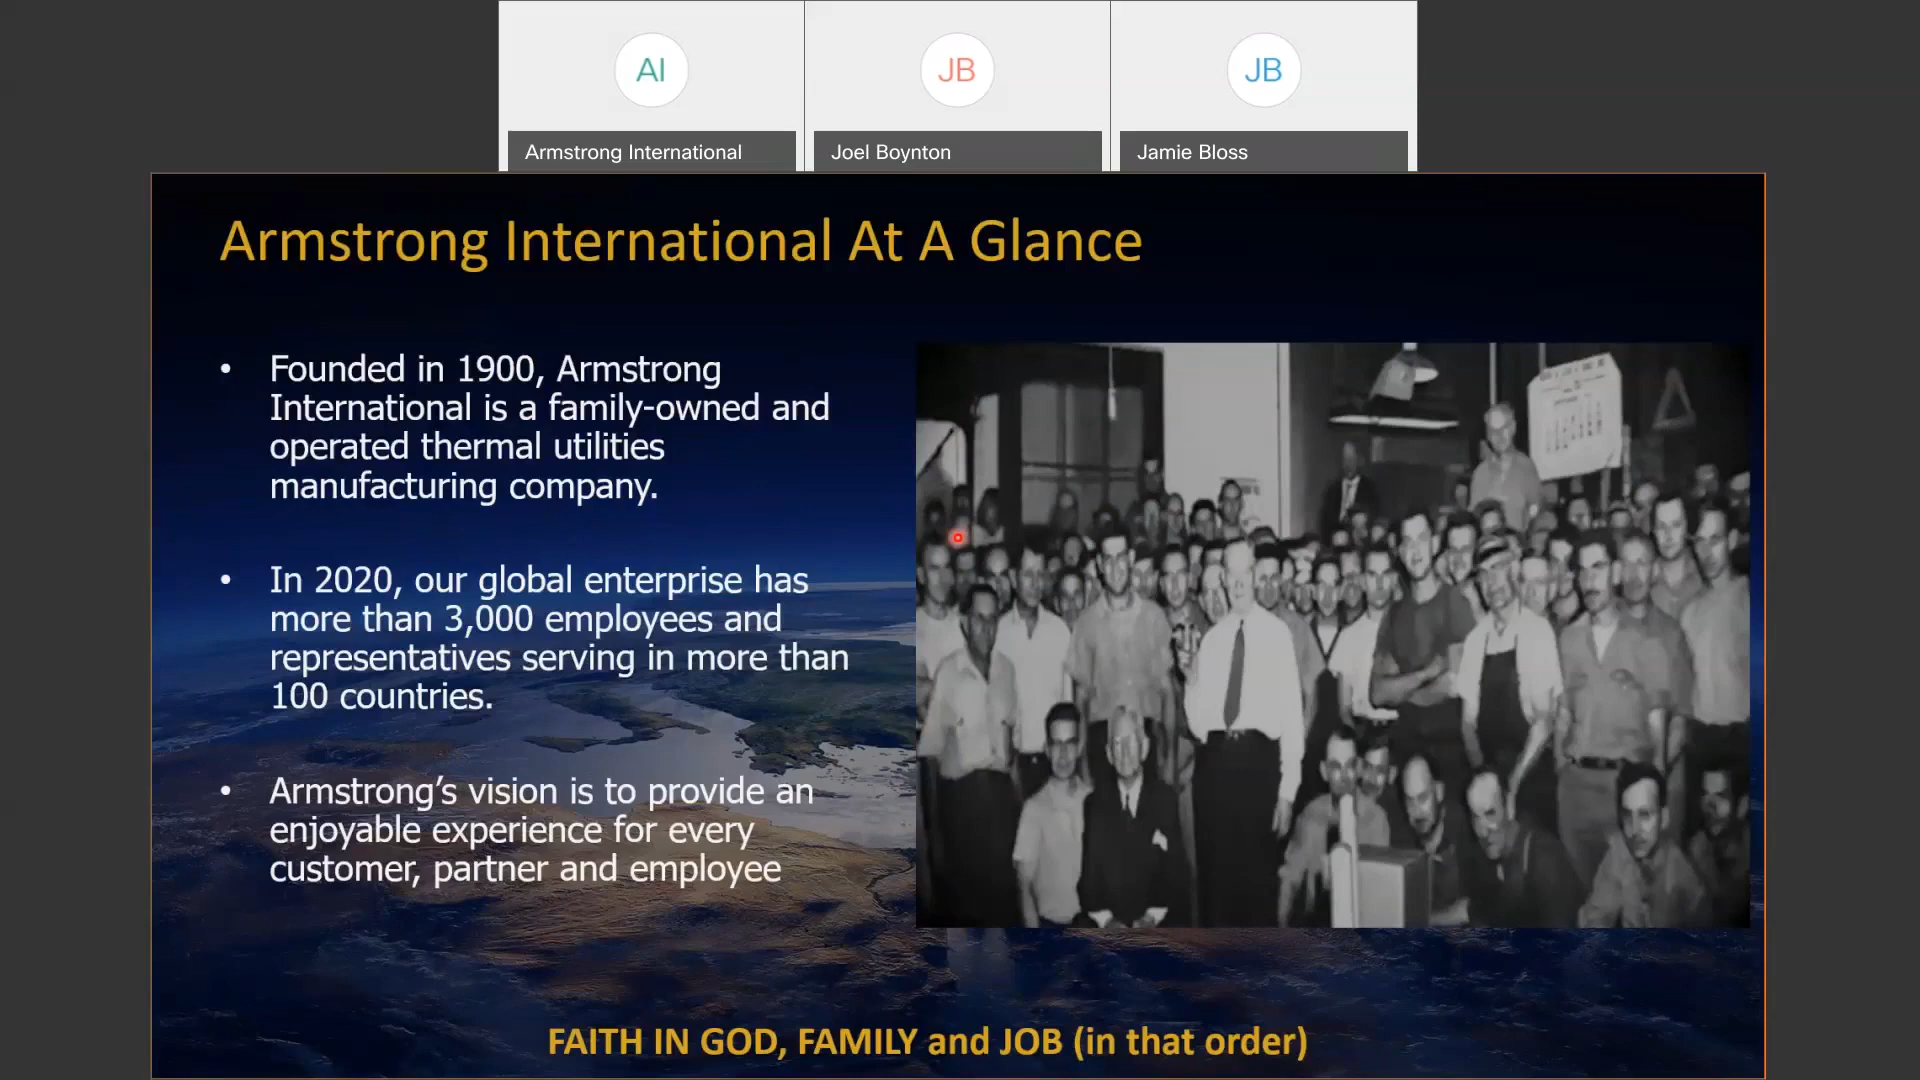 AI
JB
JB
Armstrong International
Joel Boynton
Jamie Bloss
Armstrong International At A Glance
• Founded in 1900, Armstrong
International is a family-owned and
operated thermal utilities
manufacturing company.
• In 2020, our global enterprise has
more than 3,000 employees and
representatives serving in more than
100 countries.
• Armstrong’s vision is to provide an
enjoyable experience for every
customer, partner and employee
FAITH IN GOD, FAMILY and JOB (in that order)